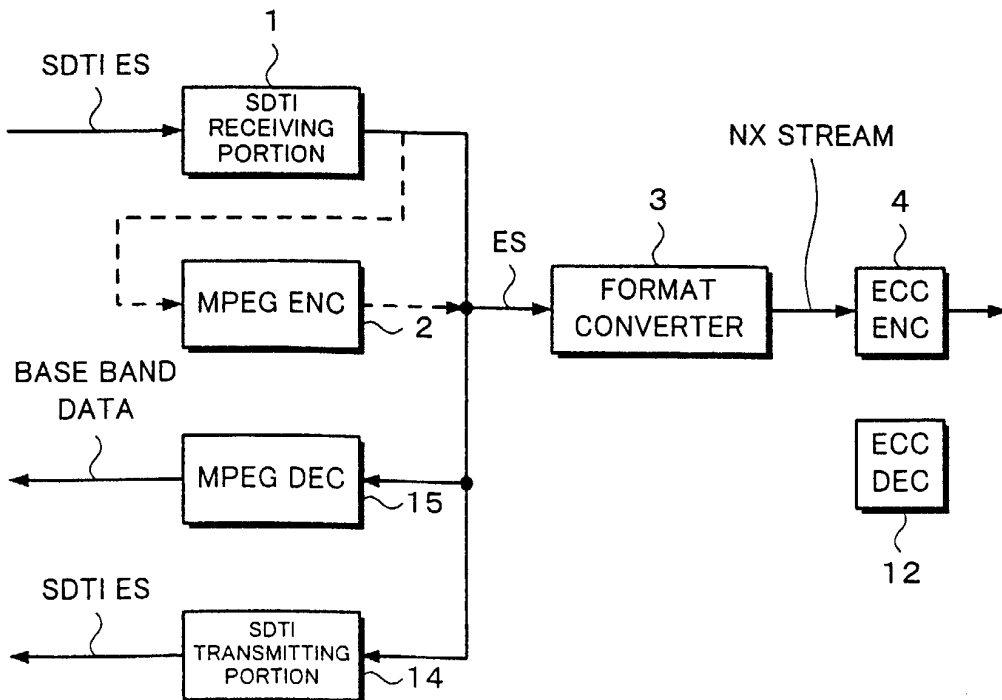 1
SDTI ES
SDTI
RECEIVING
PORTION
NX STREAM
3
4
ES
MPEG ENC
2
FORMAT
CONVERTER
ECC
ENC
BASE BAND
DATA
MPEG DEC
15
ECC
DEC
12
SDTI ES
SDTI
TRANSMITTING
PORTION
14